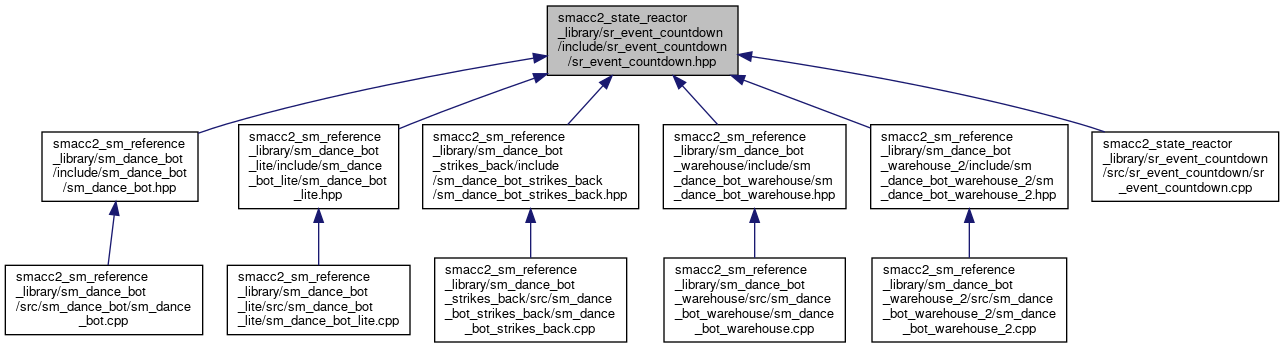 smacc2_state_reactor
_library/sr_event_countdown
/include/sr_event_countdown
/sr_event_countdown.hpp
smacc2_sm_reference
_library/sm_dance_bot
/include/sm_dance_bot
/sm_dance_bot.hpp
smacc2_sm_reference
_library/sm_dance_bot
_lite/include/sm_dance
_bot_lite/sm_dance_bot
_lite.hpp
smacc2_sm_reference
_library/sm_dance_bot
_strikes_back/include
/sm_dance_bot_strikes_back
/sm_dance_bot_strikes_back.hpp
smacc2_sm_reference
_library/sm_dance_bot
_warehouse/include/sm
_dance_bot_warehouse/sm
_dance_bot_warehouse.hpp
smacc2_sm_reference
_library/sm_dance_bot
_warehouse_2/include/sm
_dance_bot_warehouse_2/sm
_dance_bot_warehouse_2.hpp
smacc2_state_reactor
_library/sr_event_countdown
/src/sr_event_countdown/sr
_event_countdown.cpp
smacc2_sm_reference
_library/sm_dance_bot
/src/sm_dance_bot/sm_dance
_bot.cpp
smacc2_sm_reference
_library/sm_dance_bot
_lite/src/sm_dance_bot
_lite/sm_dance_bot_lite.cpp
smacc2_sm_reference
_library/sm_dance_bot
_strikes_back/src/sm_dance
_bot_strikes_back/sm_dance
_bot_strikes_back.cpp
smacc2_sm_reference
_library/sm_dance_bot
_warehouse/src/sm_dance
_bot_warehouse/sm_dance
_bot_warehouse.cpp
smacc2_sm_reference
_library/sm_dance_bot
_warehouse_2/src/sm_dance
_bot_warehouse_2/sm_dance
_bot_warehouse_2.cpp